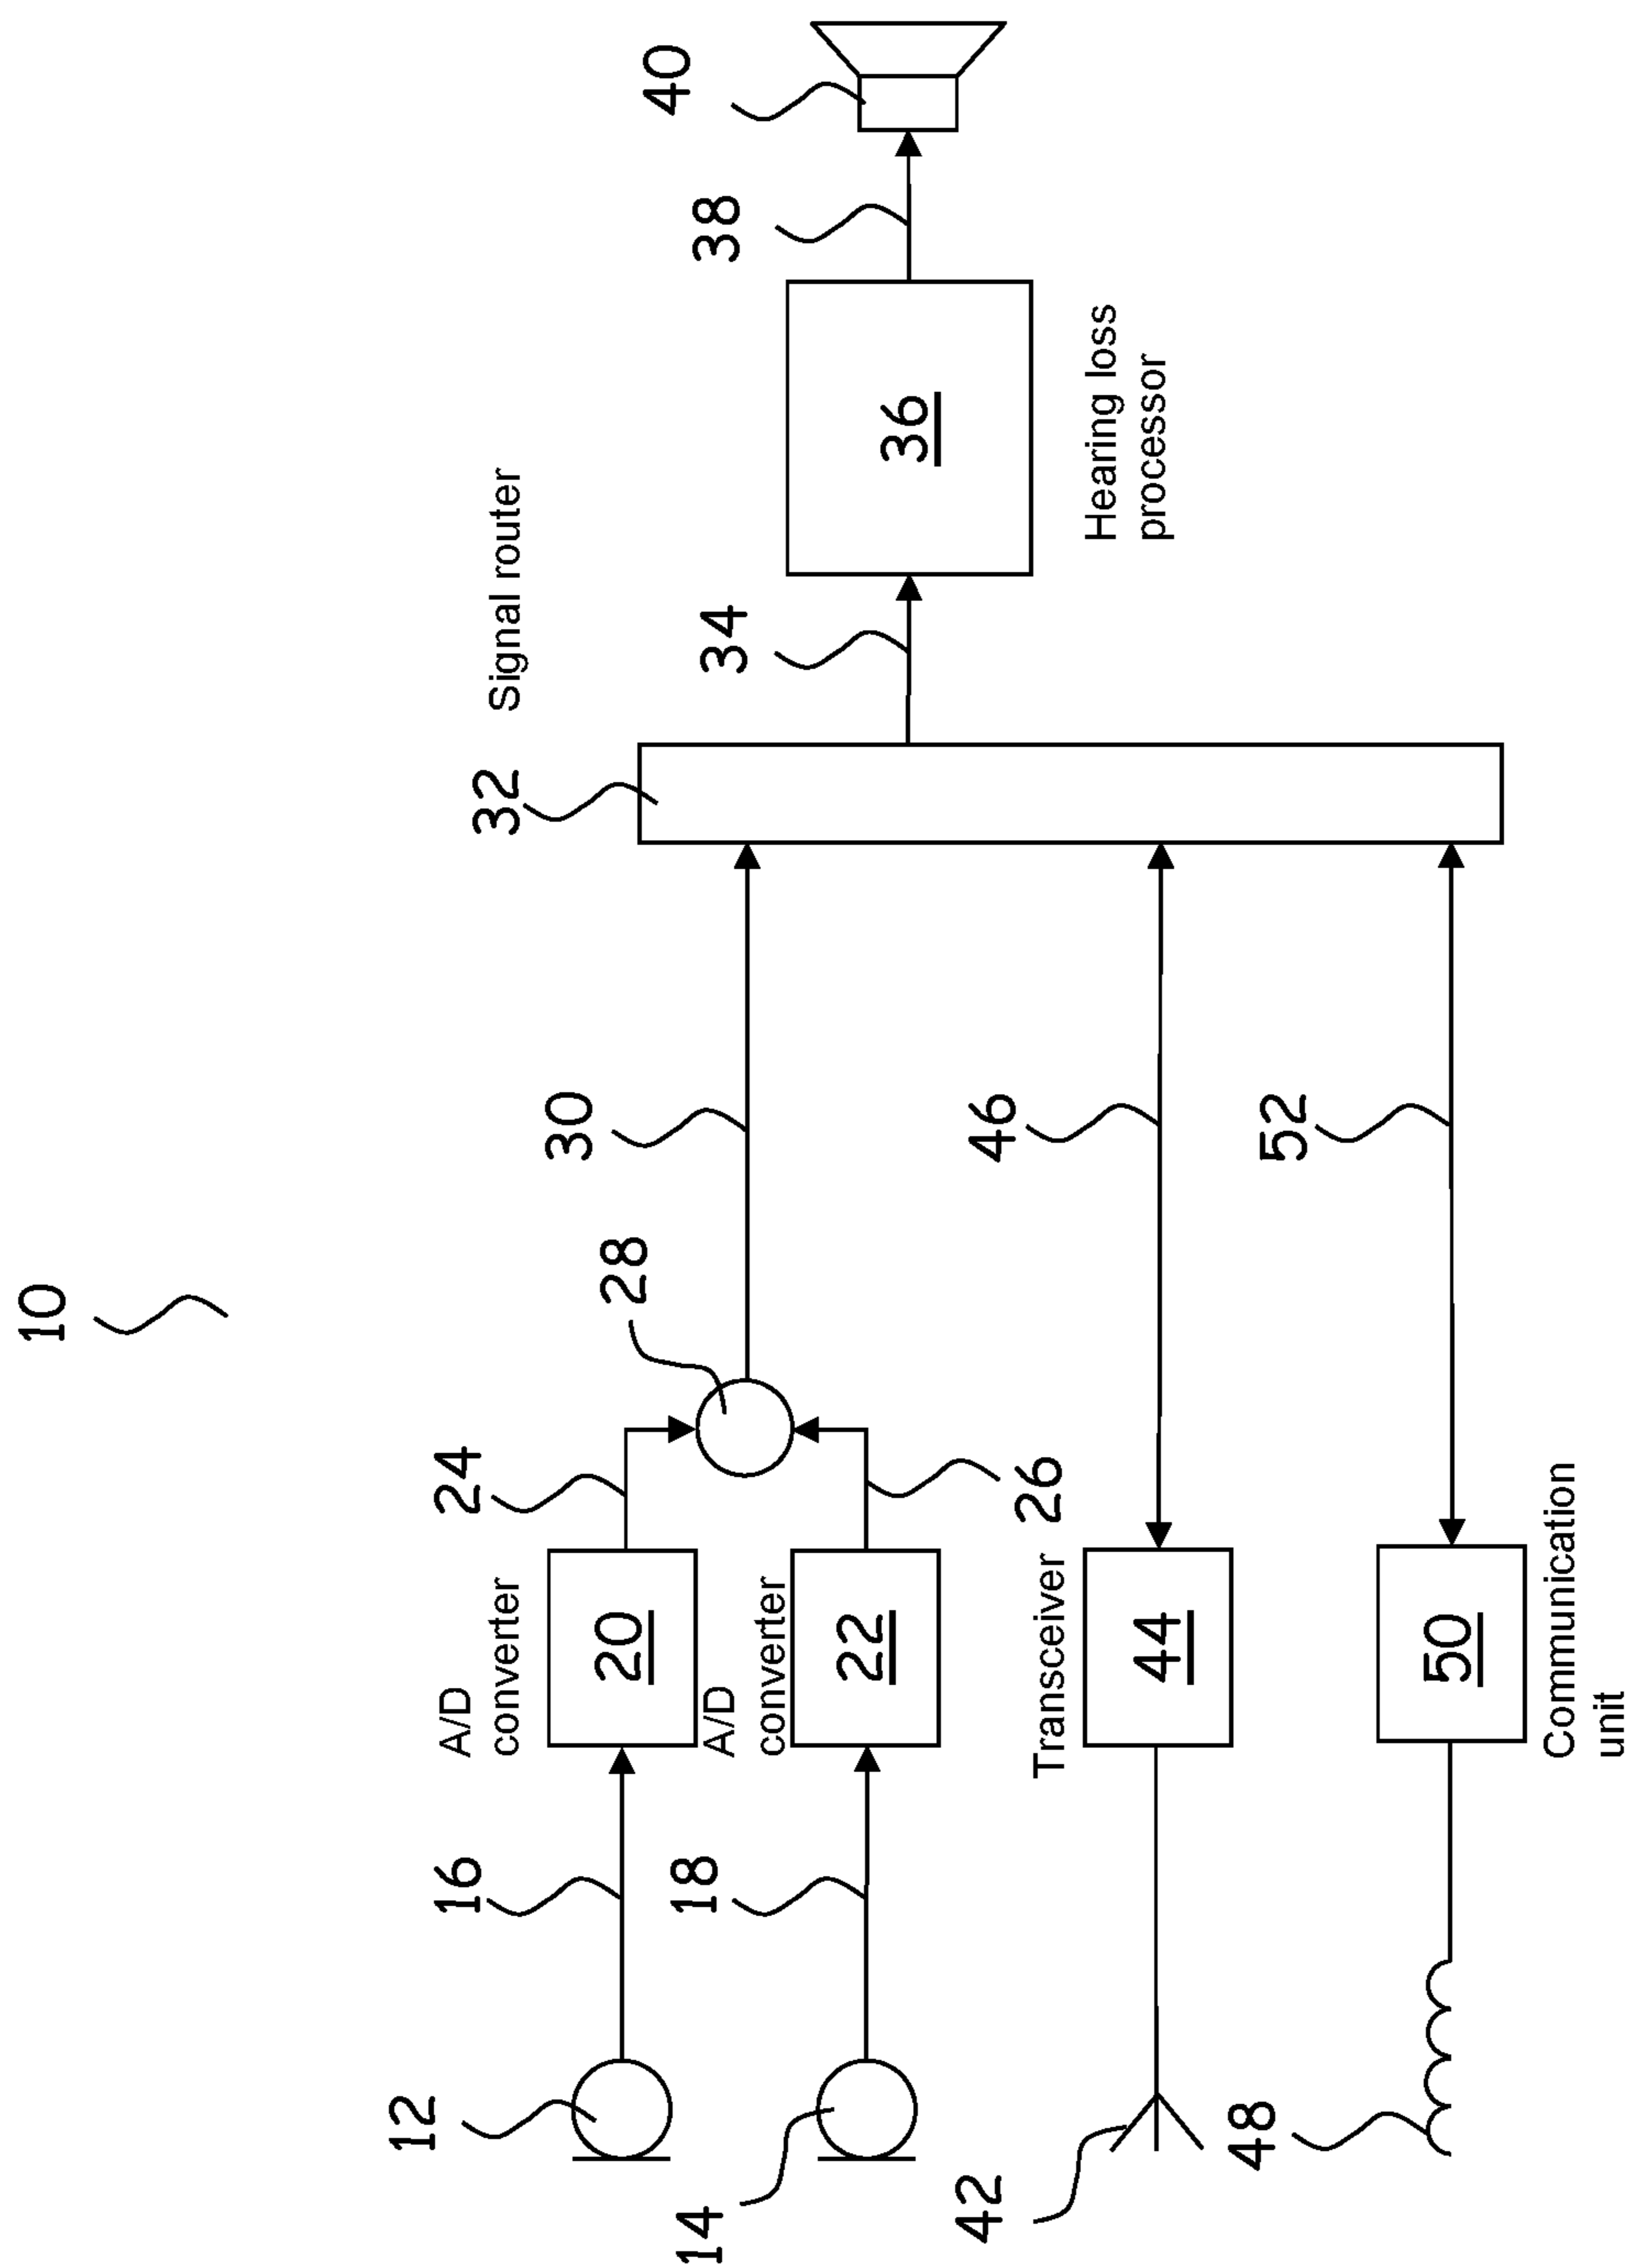 10
12
16
A/D
converter
20
24
28
30
32
Signal router
14
18
A/D
converter
22
26
34
36
Hearing loss
processor
38
40
42
Transceiver
44
46
48
50
Communication
unit
52